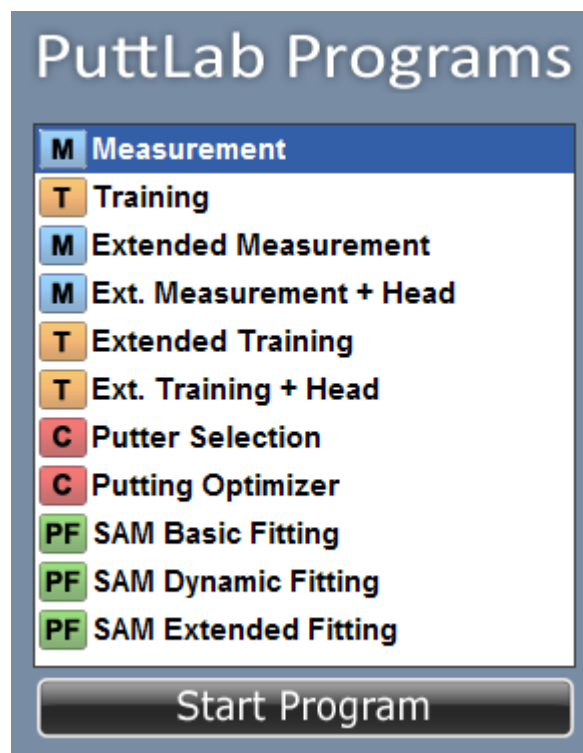 PuttLab Programs
M Measurement
T Training
M Extended Measurement
M Ext. Measurement + Head
T Extended Training
T Ext. Training + Head
C Putter Selection
C Putting Optimizer
PF SAM Basic Fitting
PF SAM Dynamic Fitting
PF SAM Extended Fitting
Start Program